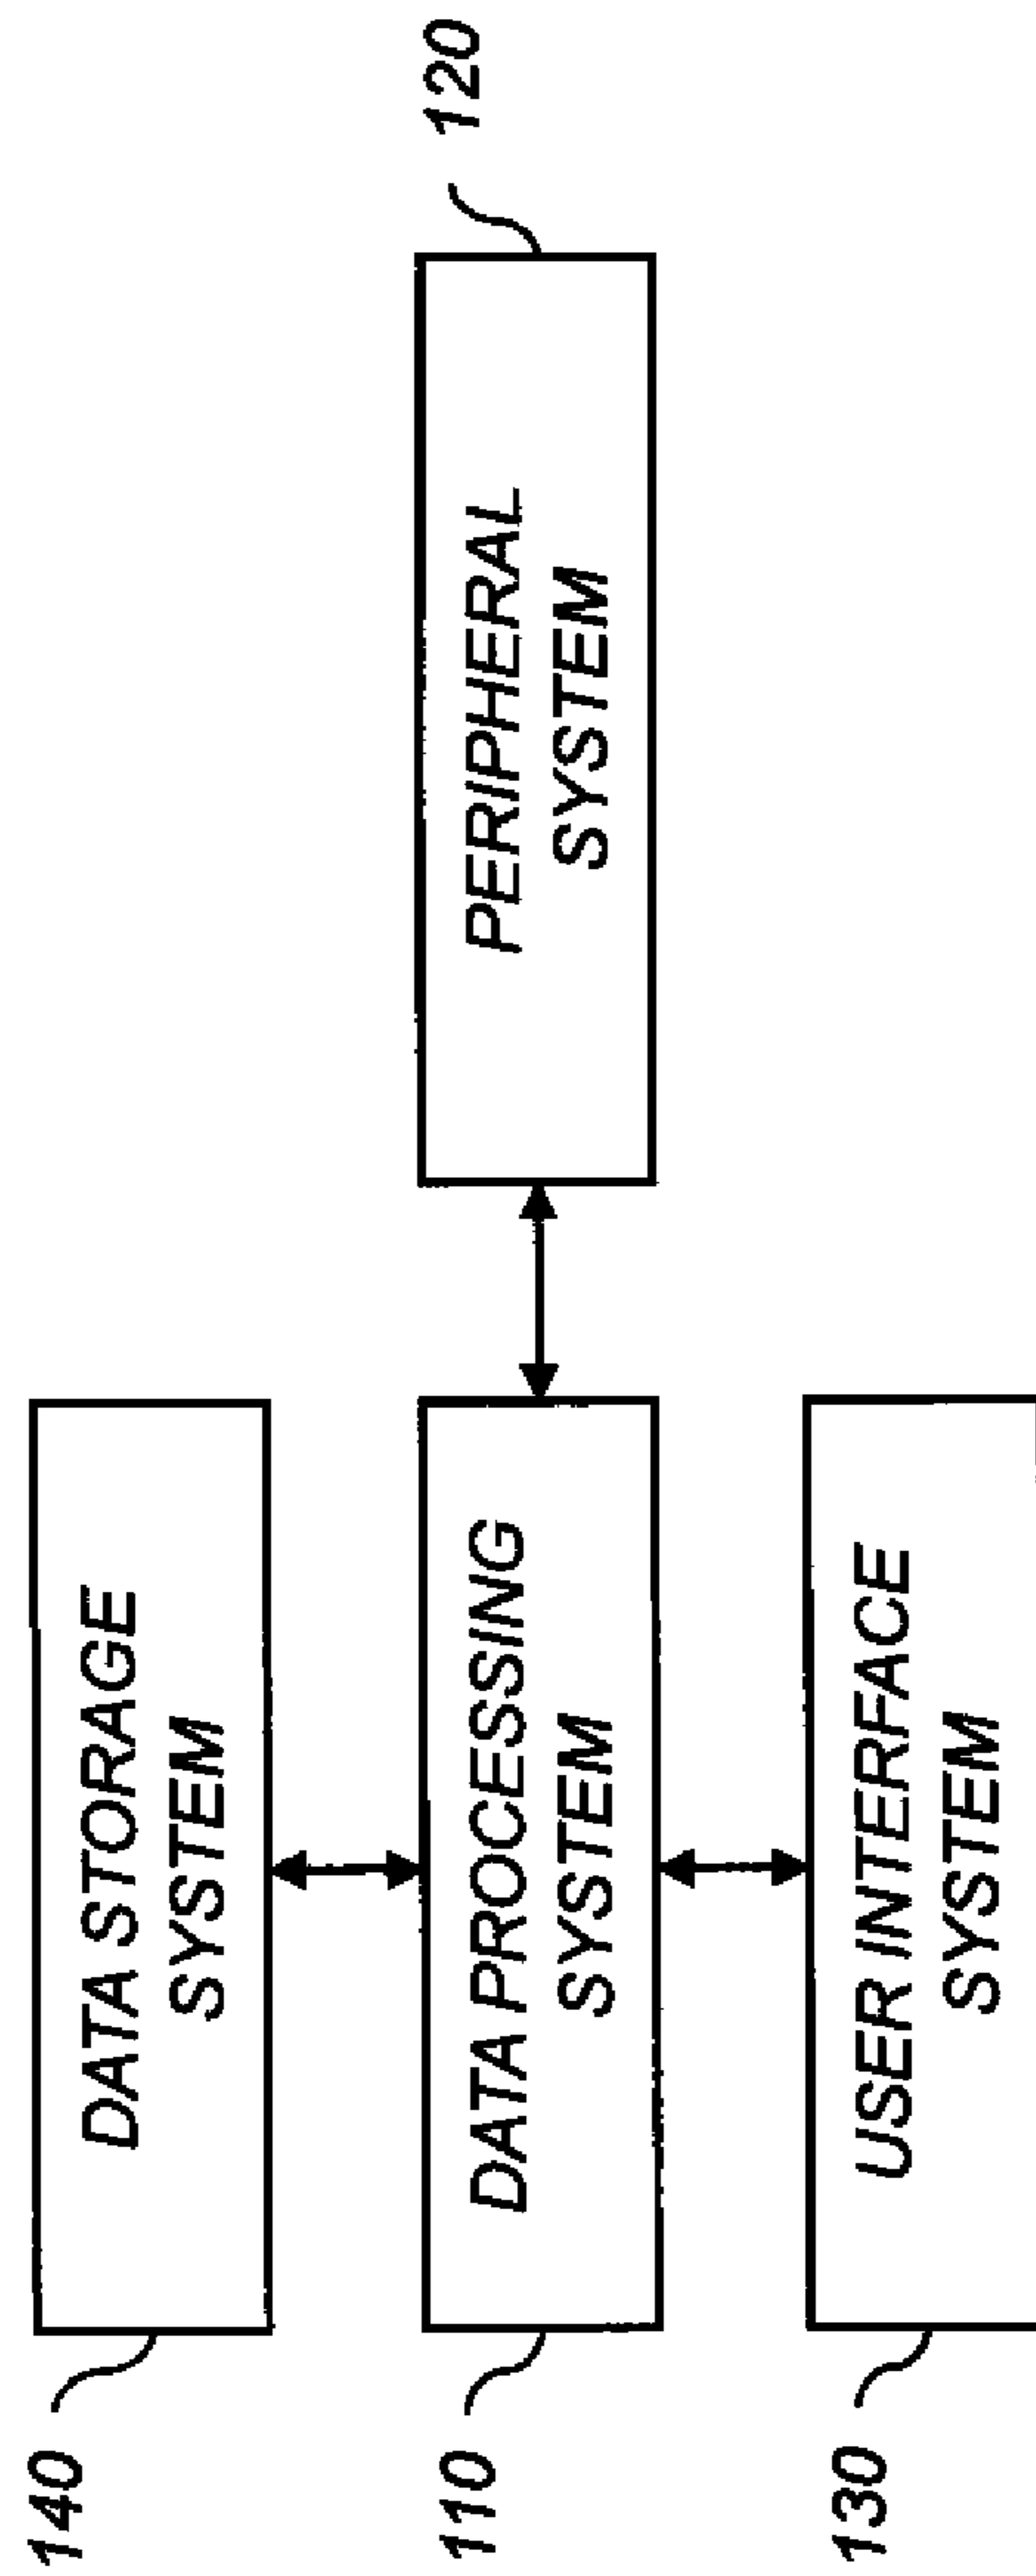 140
DATA STORAGE
SYSTEM
110
DATA PROCESSING
SYSTEM
PERIPHERAL
SYSTEM
120
130
USER INTERFACE
SYSTEM